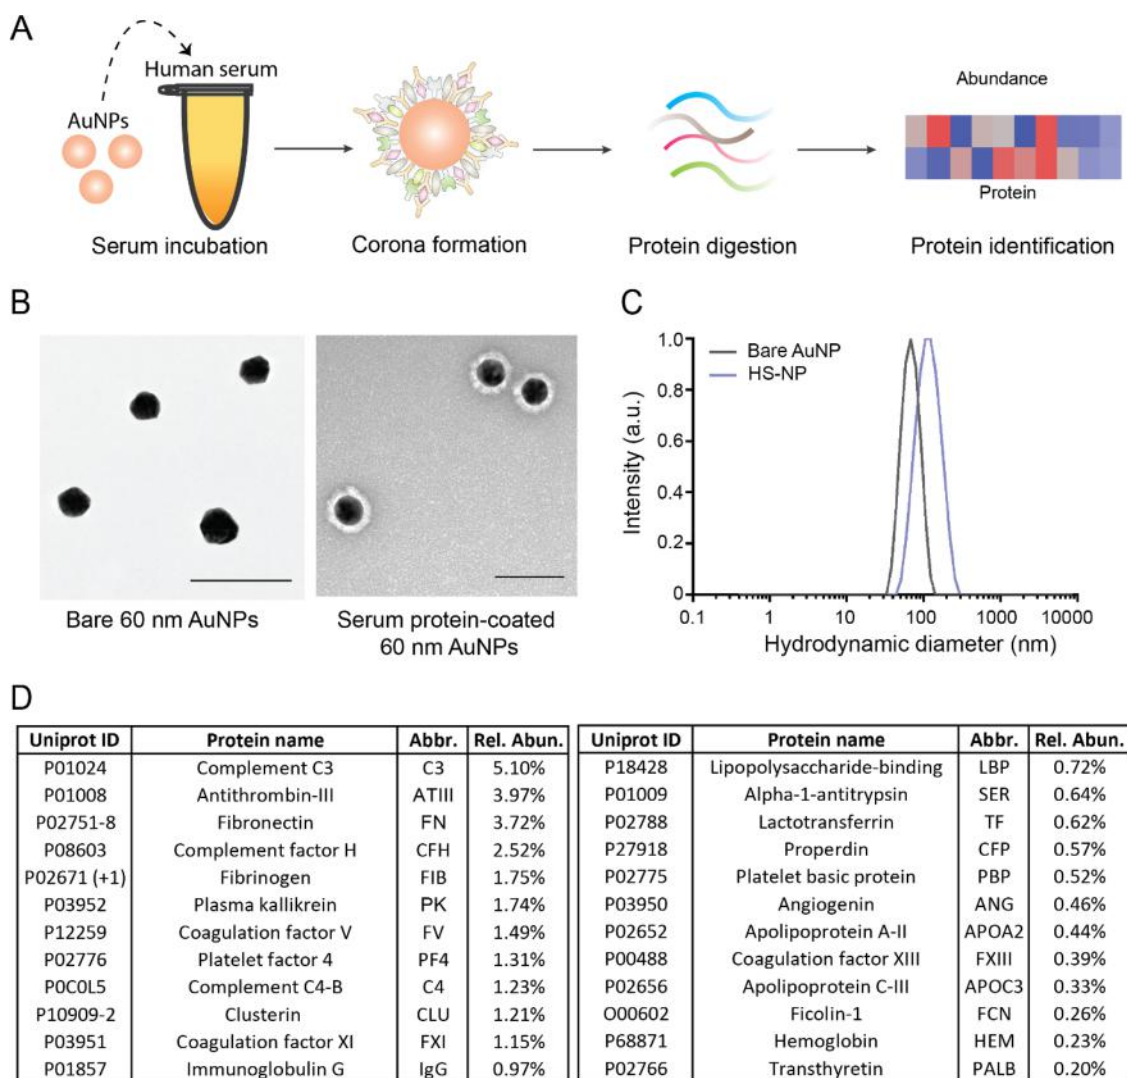 A
Human serum
AuNPs
Abundance
Protein
Serum incubation
Corona formation
Protein digestion
Protein identification
B
Bare 60 nm AuNPs
Serum protein-coated
60 nm AuNPs
C
Bare AuNP
HS-NP
Intensity (a.u.)
1.0
0.8
0.6
0.4
0.2
0
0.1 1 10 100 1000 10000
Hydrodynamic diameter (nm)
D
Uniprot ID Protein name Abbr. Rel. Abun.
P01024 Complement C3 C3 5.10%
P01008 Antithrombin-III ATIII 3.97%
P02751-8 Fibronectin FN 3.72%
P08603 Complement factor H CFH 2.52%
P02671 (+1) Fibrinogen FIB 1.75%
P03952 Plasma kallikrein PK 1.74%
P12259 Coagulation factor V FV 1.49%
P02776 Platelet factor 4 PF4 1.31%
P0C0L5 Complement C4-B C4 1.23%
P10909-2 Clusterin CLU 1.21%
P03951 Coagulation factor XI FXI 1.15%
P01857 Immunoglobulin G IgG 0.97%
Uniprot ID Protein name Abbr. Rel. Abun.
P18428 Lipopolysaccharide-binding LBP 0.72%
P01009 Alpha-1-antitrypsin SER 0.64%
P02788 Lactotransferrin TF 0.62%
P27918 Properdin CFP 0.57%
P02775 Platelet basic protein PBP 0.52%
P03950 Angiogenin ANG 0.46%
P02652 Apolipoprotein A-II APOA2 0.44%
P00488 Coagulation factor XIII FXIII 0.39%
P02656 Apolipoprotein C-III APOC3 0.33%
O00602 Ficolin-1 FCN 0.26%
P68871 Hemoglobin HEM 0.23%
P02766 Transthyretin PALB 0.20%